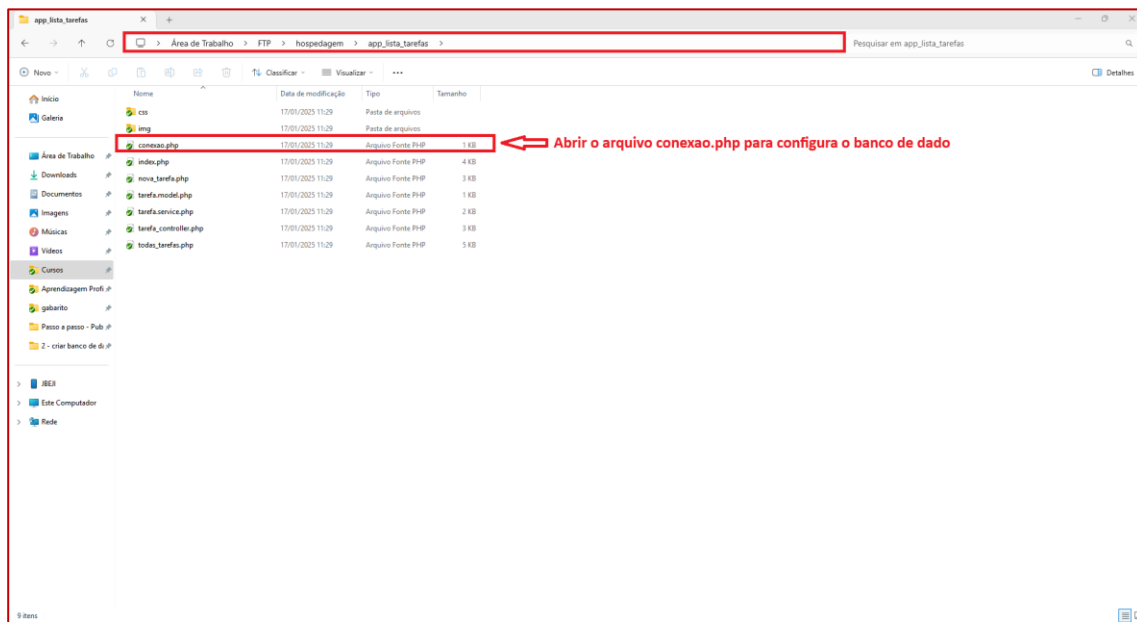 app_lista_tarefas
Área de Trabalho > FTP > hospedagem > app_lista_tarefas >
Pesquisar em app_lista_tarefas
Novo
Classificar
Visualizar
Detalhes
Início
Galeria
Área de Trabalho
Downloads
Documentos
Imagens
Músicas
Vídeos
Cursos
Aprendizagem Profi
gabarito
Passo a passo - Pub
2 - criar banco de da
JBEJI
Este Computador
Rede
Nome Data de modificação Tipo Tamanho
css 17/01/2025 11:29 Pasta de arquivos
img 17/01/2025 11:29 Pasta de arquivos
conexao.php 17/01/2025 11:29 Arquivo Fonte PHP 1 KB
index.php 17/01/2025 11:29 Arquivo Fonte PHP 4 KB
nova_tarefa.php 17/01/2025 11:29 Arquivo Fonte PHP 3 KB
tarefa.model.php 17/01/2025 11:29 Arquivo Fonte PHP 1 KB
tarefa.service.php 17/01/2025 11:29 Arquivo Fonte PHP 2 KB
tarefa_controller.php 17/01/2025 11:29 Arquivo Fonte PHP 3 KB
todas_tarefas.php 17/01/2025 11:29 Arquivo Fonte PHP 5 KB
Abrir o arquivo conexao.php para configura o banco de dado
9 itens